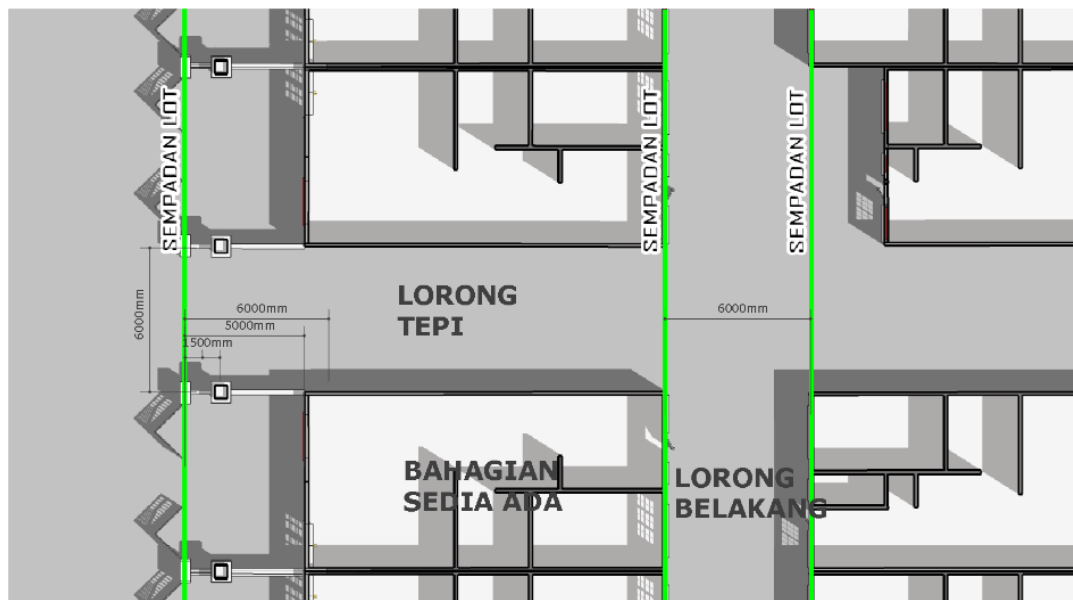 SEMPADAN LOT
SEMPADAN LOT
SEMPADAN LOT
LORONG
TEPI
6000mm
6000mm
5000mm
1500mm
6000mm
BAHAGIAN
SEDIA ADA
LORONG
BELAKANG